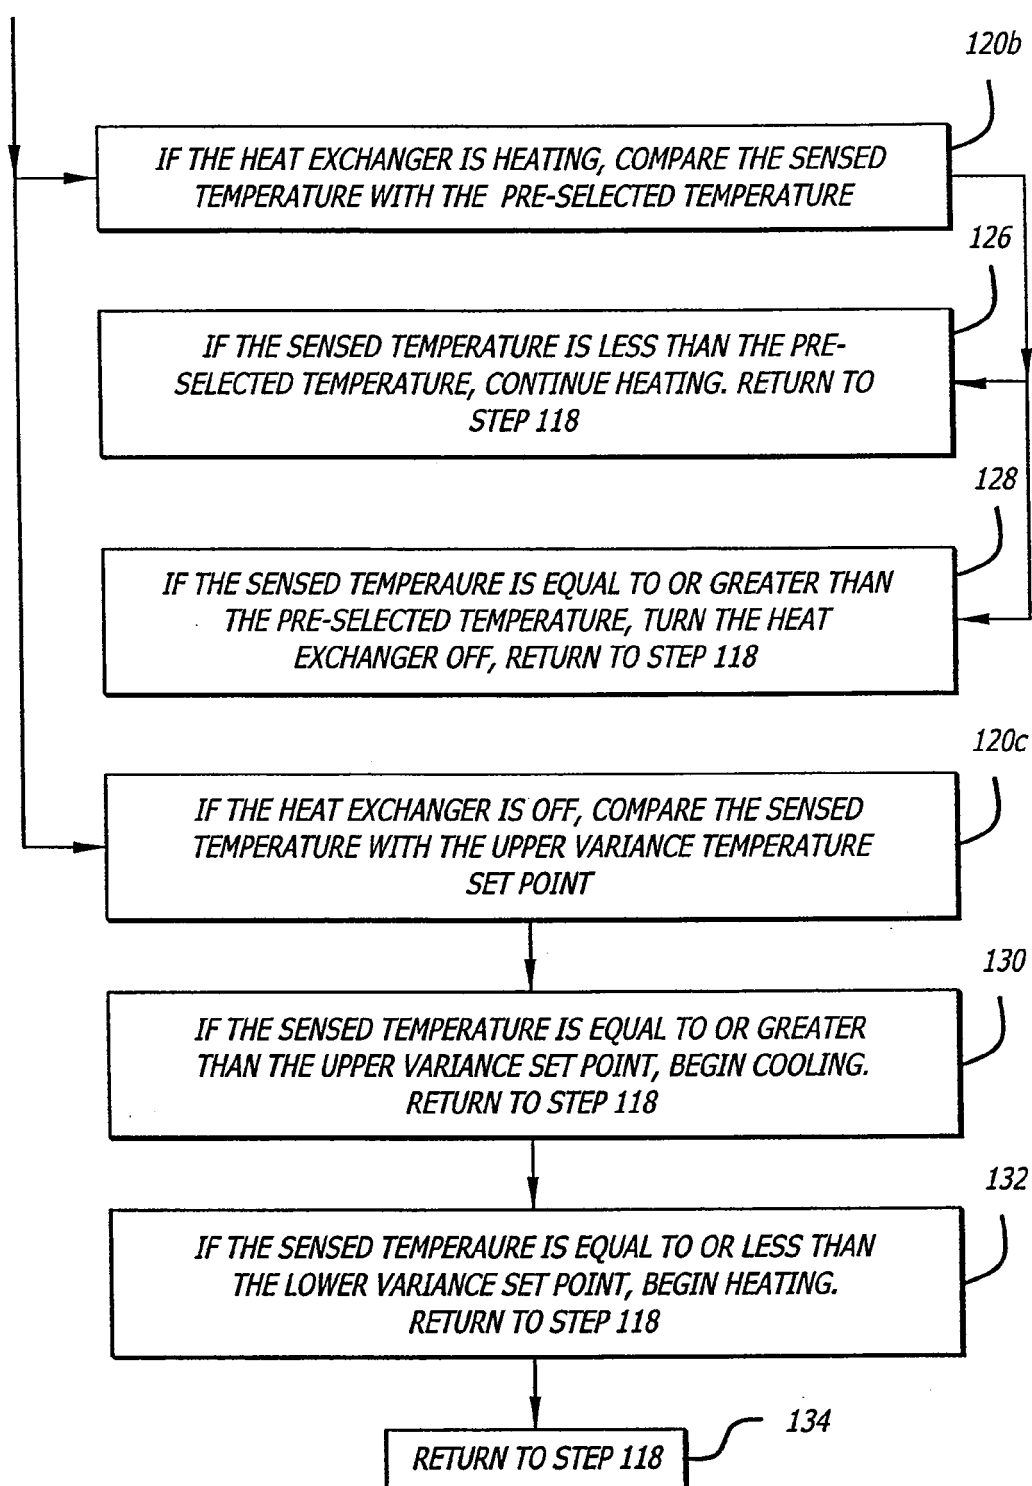 120b
IF THE HEAT EXCHANGER IS HEATING, COMPARE THE SENSED
TEMPERATURE WITH THE PRE-SELECTED TEMPERATURE
126
IF THE SENSED TEMPERATURE IS LESS THAN THE PRE-
SELECTED TEMPERATURE, CONTINUE HEATING. RETURN TO
STEP 118
128
IF THE SENSED TEMPERAURE IS EQUAL TO OR GREATER THAN
THE PRE-SELECTED TEMPERATURE, TURN THE HEAT
EXCHANGER OFF, RETURN TO STEP 118
120c
IF THE HEAT EXCHANGER IS OFF, COMPARE THE SENSED
TEMPERATURE WITH THE UPPER VARIANCE TEMPERATURE
SET POINT
130
IF THE SENSED TEMPERATURE IS EQUAL TO OR GREATER
THAN THE UPPER VARIANCE SET POINT, BEGIN COOLING.
RETURN TO STEP 118
132
IF THE SENSED TEMPERAURE IS EQUAL TO OR LESS THAN
THE LOWER VARIANCE SET POINT, BEGIN HEATING.
RETURN TO STEP 118
134
RETURN TO STEP 118